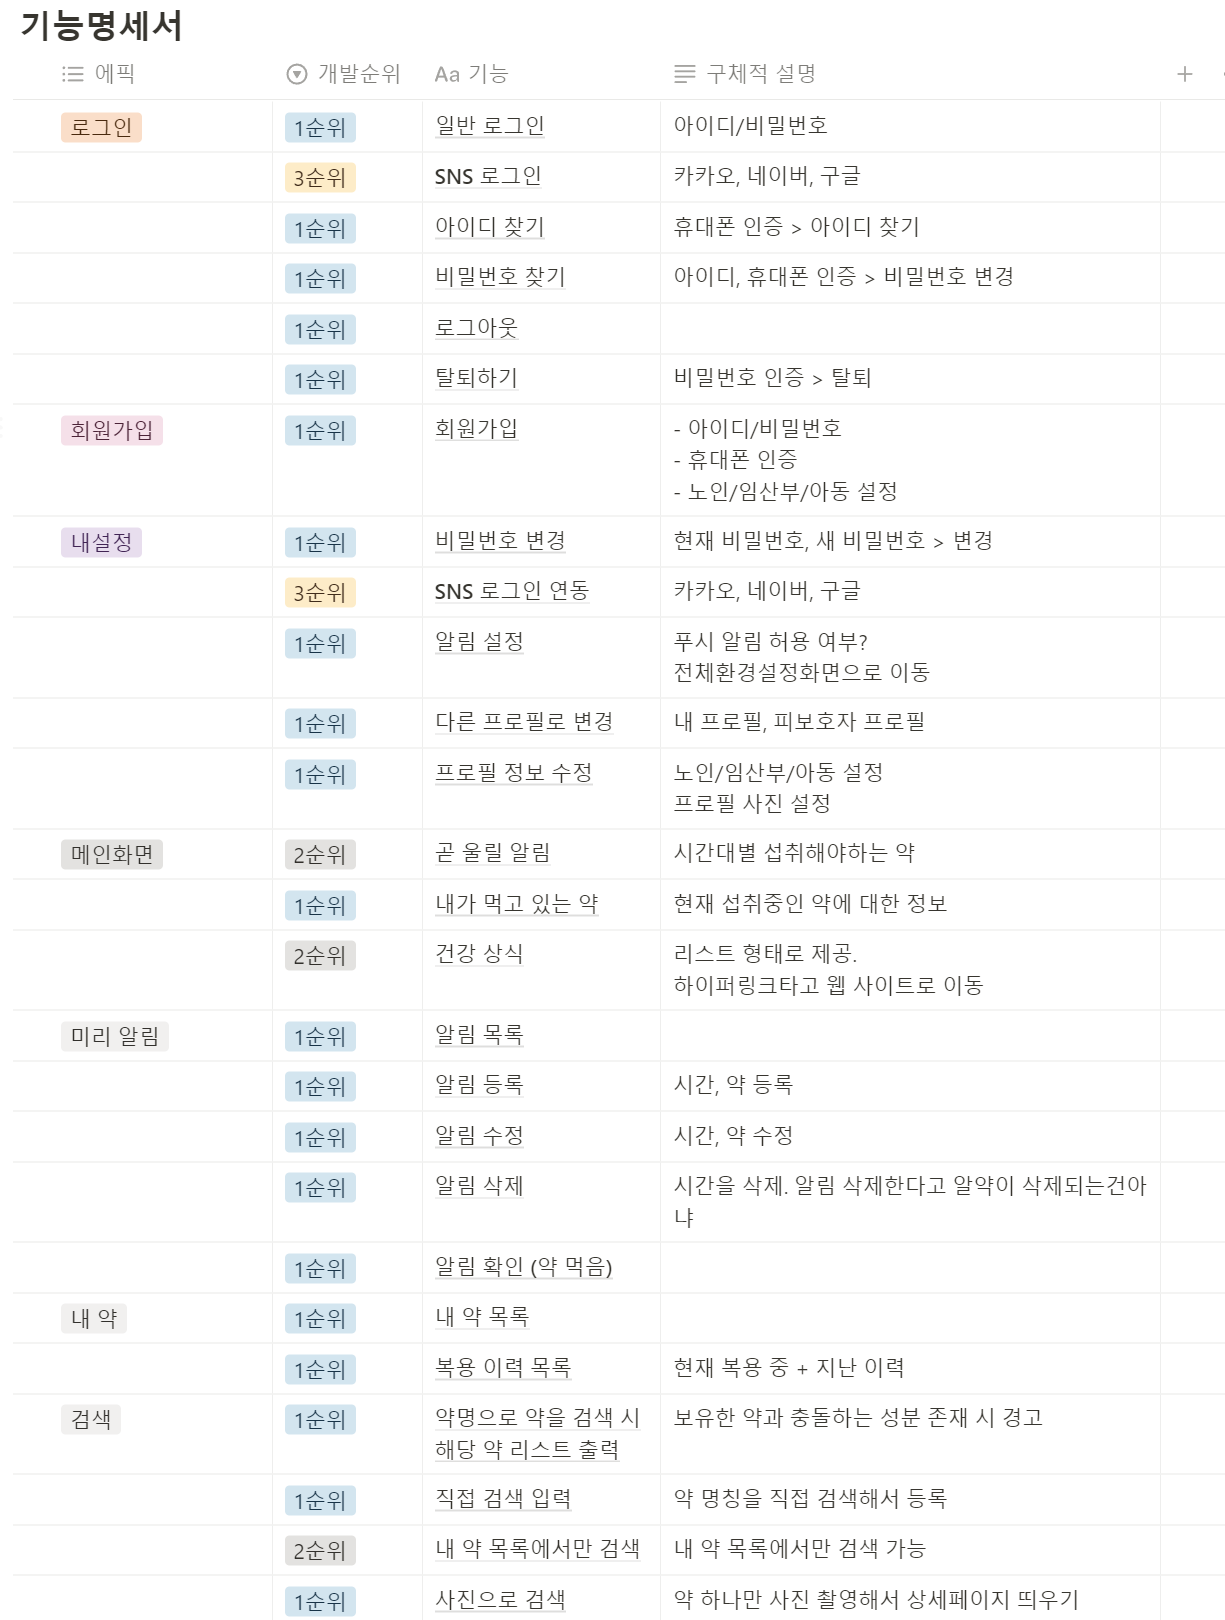 기능명세서
에픽 개발순위 Aa 기능 구체적 설명
로그인 1순위 일반 로그인 아이디/비밀번호
3순위 SNS 로그인 카카오, 네이버, 구글
1순위 아이디 찾기 휴대폰 인증 > 아이디 찾기
1순위 비밀번호 찾기 아이디, 휴대폰 인증 > 비밀번호 변경
1순위 로그아웃
1순위 탈퇴하기 비밀번호 인증 > 탈퇴
회원가입 1순위 회원가입 - 아이디/비밀번호
- 휴대폰 인증
- 노인/임산부/아동 설정
내설정 1순위 비밀번호 변경 현재 비밀번호, 새 비밀번호 > 변경
3순위 SNS 로그인 연동 카카오, 네이버, 구글
1순위 알림 설정 푸시 알림 허용 여부?
전체환경설정화면으로 이동
1순위 다른 프로필로 변경 내 프로필, 피보호자 프로필
1순위 프로필 정보 수정 노인/임산부/아동 설정
프로필 사진 설정
메인화면 2순위 곧 울릴 알림 시간대별 섭취해야하는 약
1순위 내가 먹고 있는 약 현재 섭취중인 약에 대한 정보
2순위 건강 상식 리스트 형태로 제공.
하이퍼링크타고 웹 사이트로 이동
미리 알림 1순위 알림 목록
1순위 알림 등록 시간, 약 등록
1순위 알림 수정 시간, 약 수정
1순위 알림 삭제 시간을 삭제. 알림 삭제한다고 알약이 삭제되는건아
냐
1순위 알림 확인 (약 먹음)
내 약 1순위 내 약 목록
1순위 복용 이력 목록 현재 복용 중 + 지난 이력
검색 1순위 약명으로 약을 검색 시 보유한 약과 충돌하는 성분 존재 시 경고
해당 약 리스트 출력
1순위 직접 검색 입력 약 명칭을 직접 검색해서 등록
2순위 내 약 목록에서만 검색 내 약 목록에서만 검색 가능
1순위 사진으로 검색 약 하나만 사진 촬영해서 상세페이지 띄우기